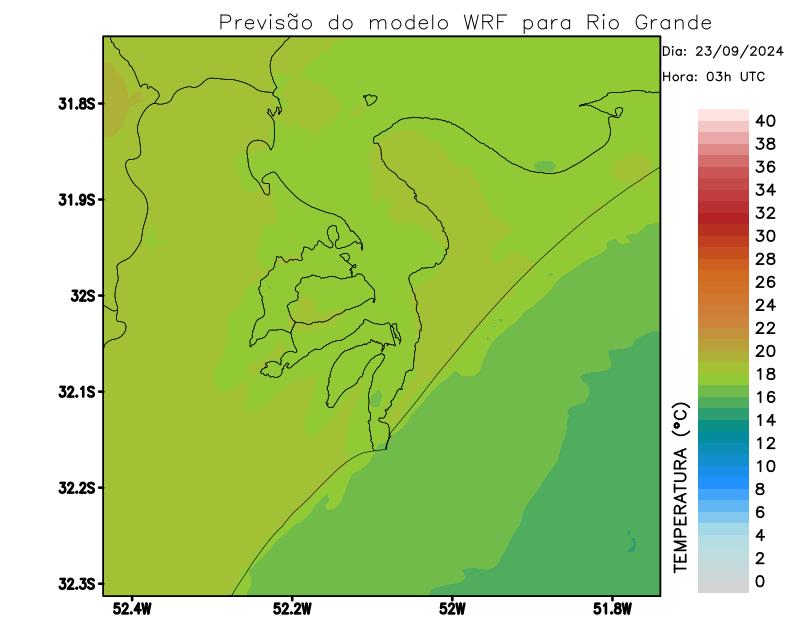 Previsão do modelo WRF para Rio Grande
Dia: 23/09/2024
Hora: 03h UTC
31.8S
31.9S
32S
32.1S
32.2S
32.3S
52.4W
52.2W
52W
51.8W
TEMPERATURA (°C)
40
38
36
34
32
30
28
26
24
22
20
18
16
14
12
10
8
6
4
2
0